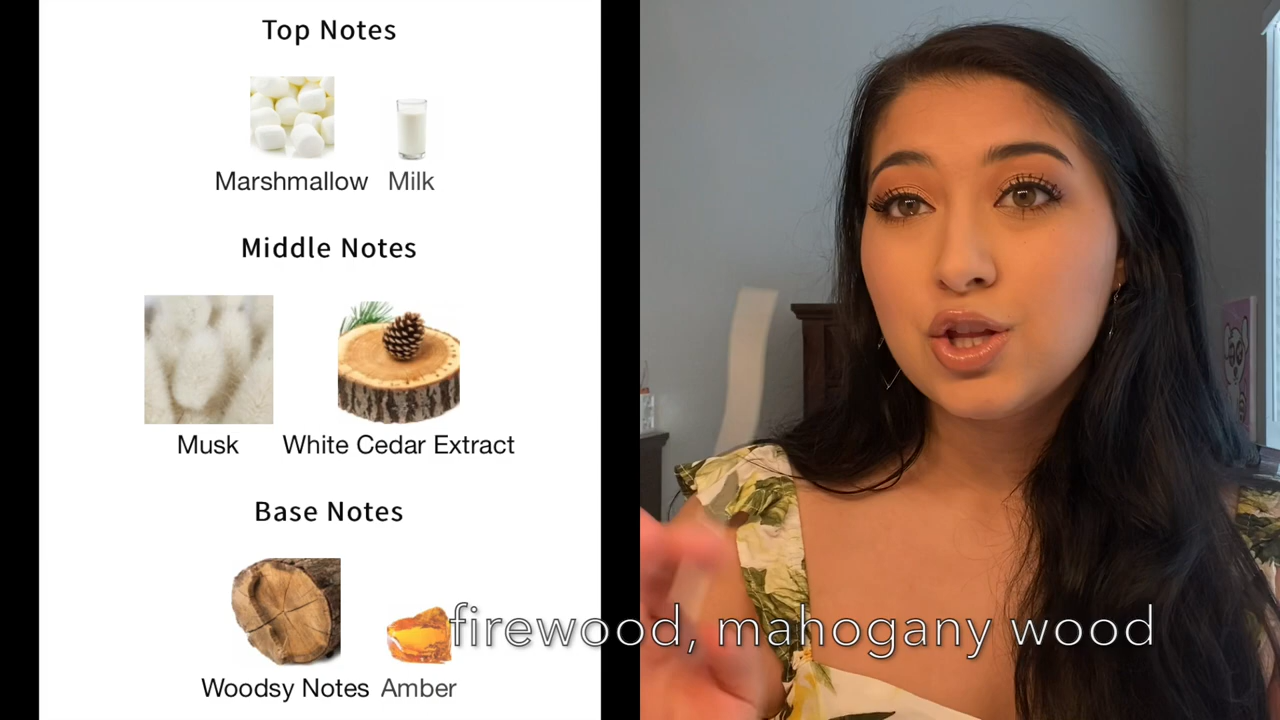 Top Notes
Marshmallow Milk
Middle Notes
Musk White Cedar Extract
Base Notes
Woodsy Notes Amber
firewood, mahogany wood